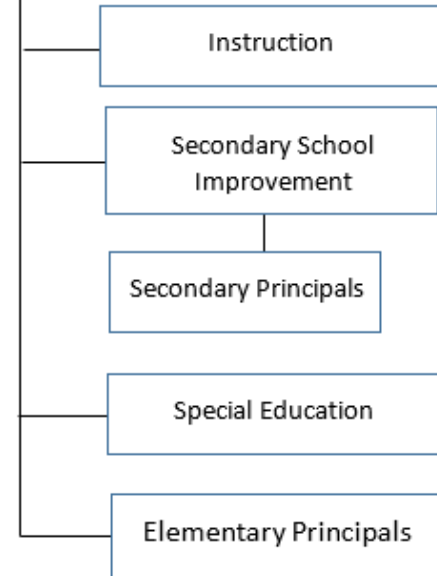 Instruction
Secondary School
Improvement
Secondary Principals
Special Education
Elementary Principals